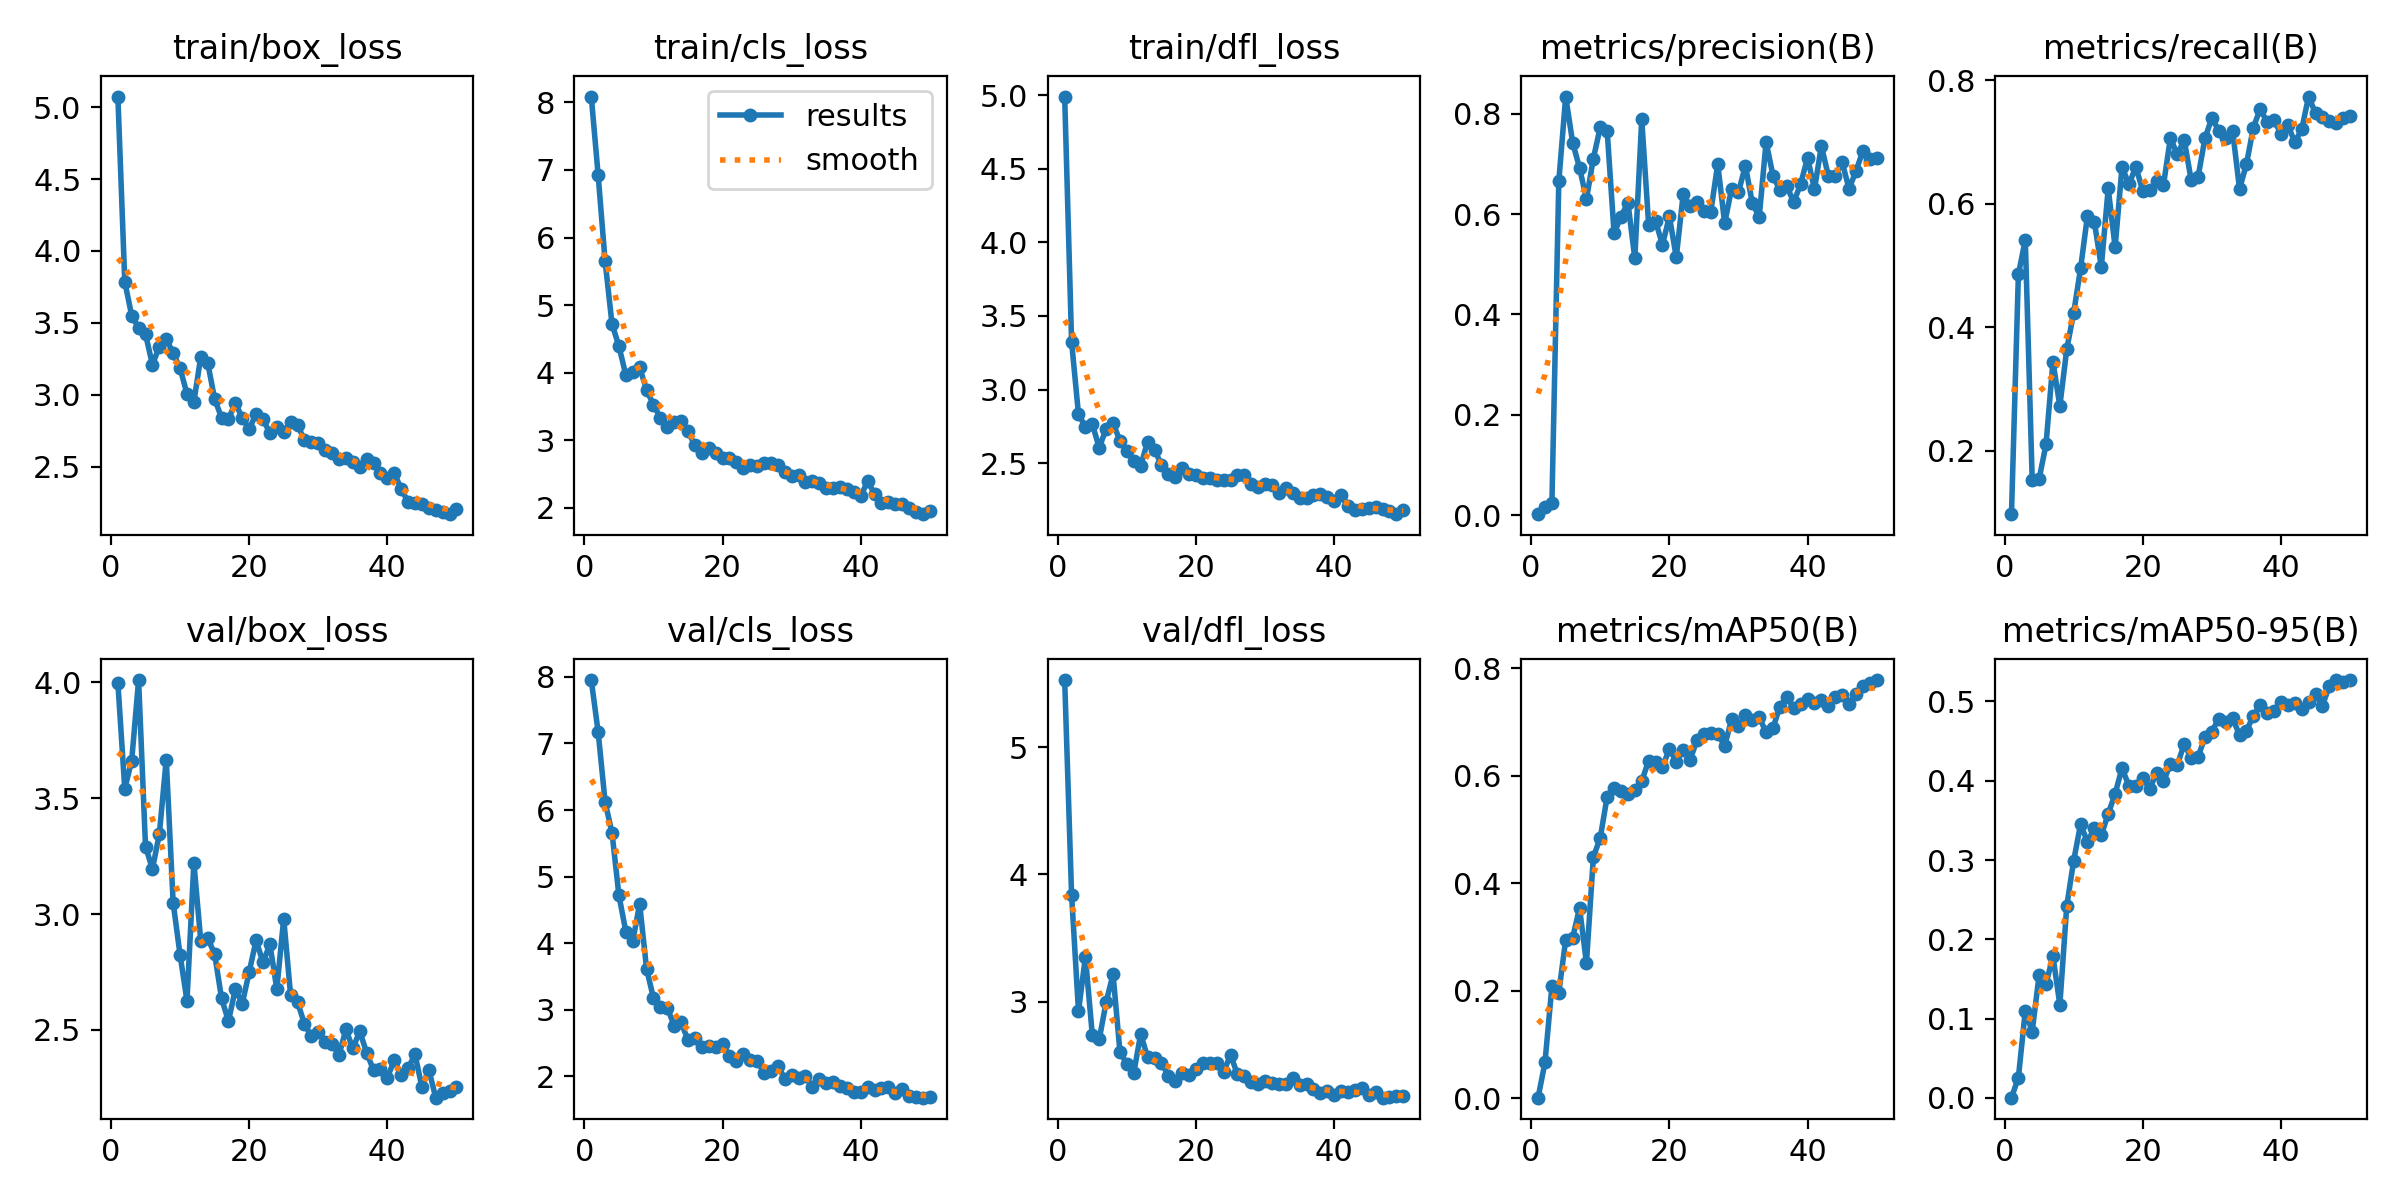 train/box_loss
5.0
4.5
4.0
3.5
3.0
2.5
0 20 40
train/cls_loss
results
smooth
8
7
6
5
4
3
2
0 20 40
train/dfl_loss
5.0
4.5
4.0
3.5
3.0
2.5
0 20 40
metrics/precision(B)
0.8
0.6
0.4
0.2
0.0
0 20 40
metrics/recall(B)
0.8
0.6
0.4
0.2
0 20 40
val/box_loss
4.0
3.5
3.0
2.5
0 20 40
val/cls_loss
8
7
6
5
4
3
2
0 20 40
val/dfl_loss
5
4
3
0 20 40
metrics/mAP50(B)
0.8
0.6
0.4
0.2
0.0
0 20 40
metrics/mAP50-95(B)
0.5
0.4
0.3
0.2
0.1
0.0
0 20 40